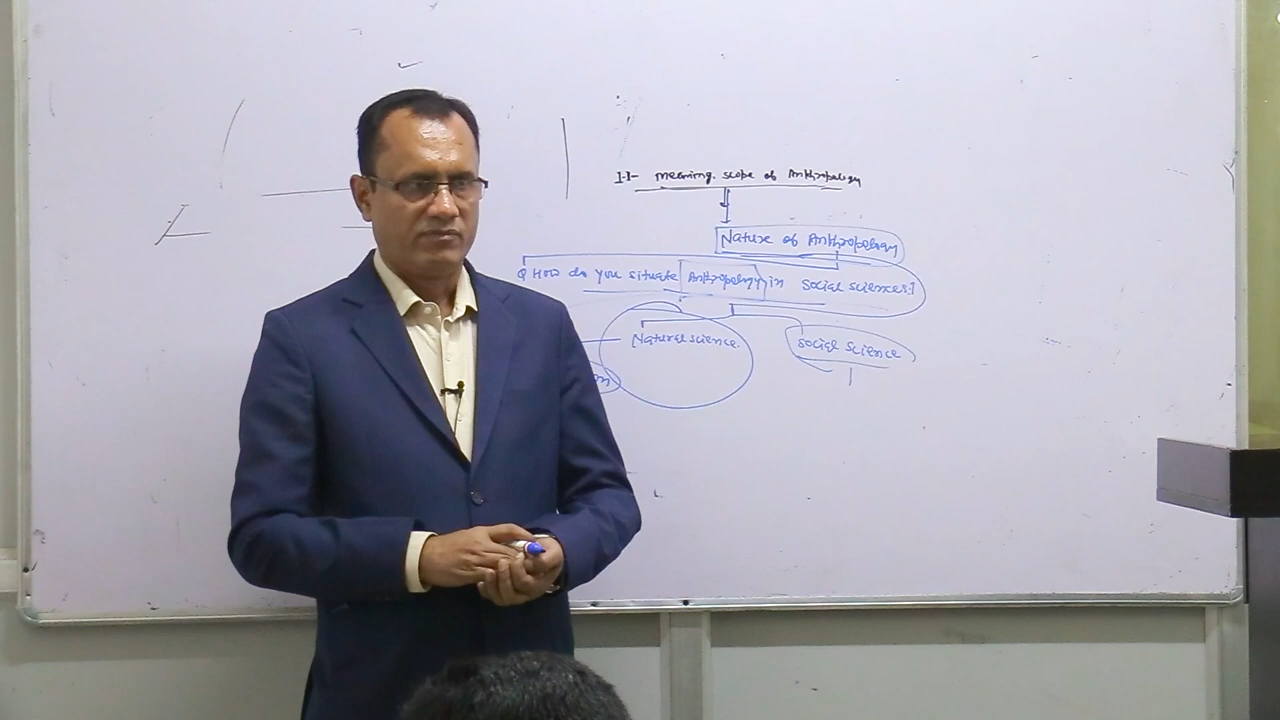 1.1- meaning. scope of Anthropology
Nature of Anthropology
Q How do you situate Anthropology in social sciences.?
Natural science.
social science